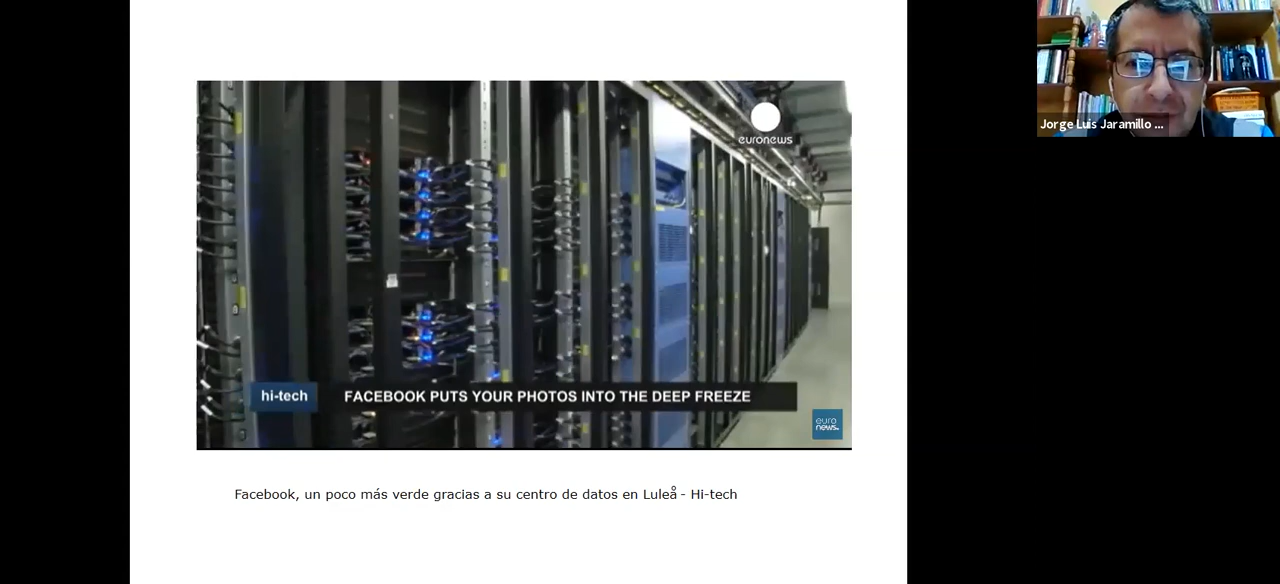 euronews
hi-tech
FACEBOOK PUTS YOUR PHOTOS INTO THE DEEP FREEZE
euro
news.
Facebook, un poco más verde gracias a su centro de datos en Luleå - Hi-tech
Jorge Luis Jaramillo ...